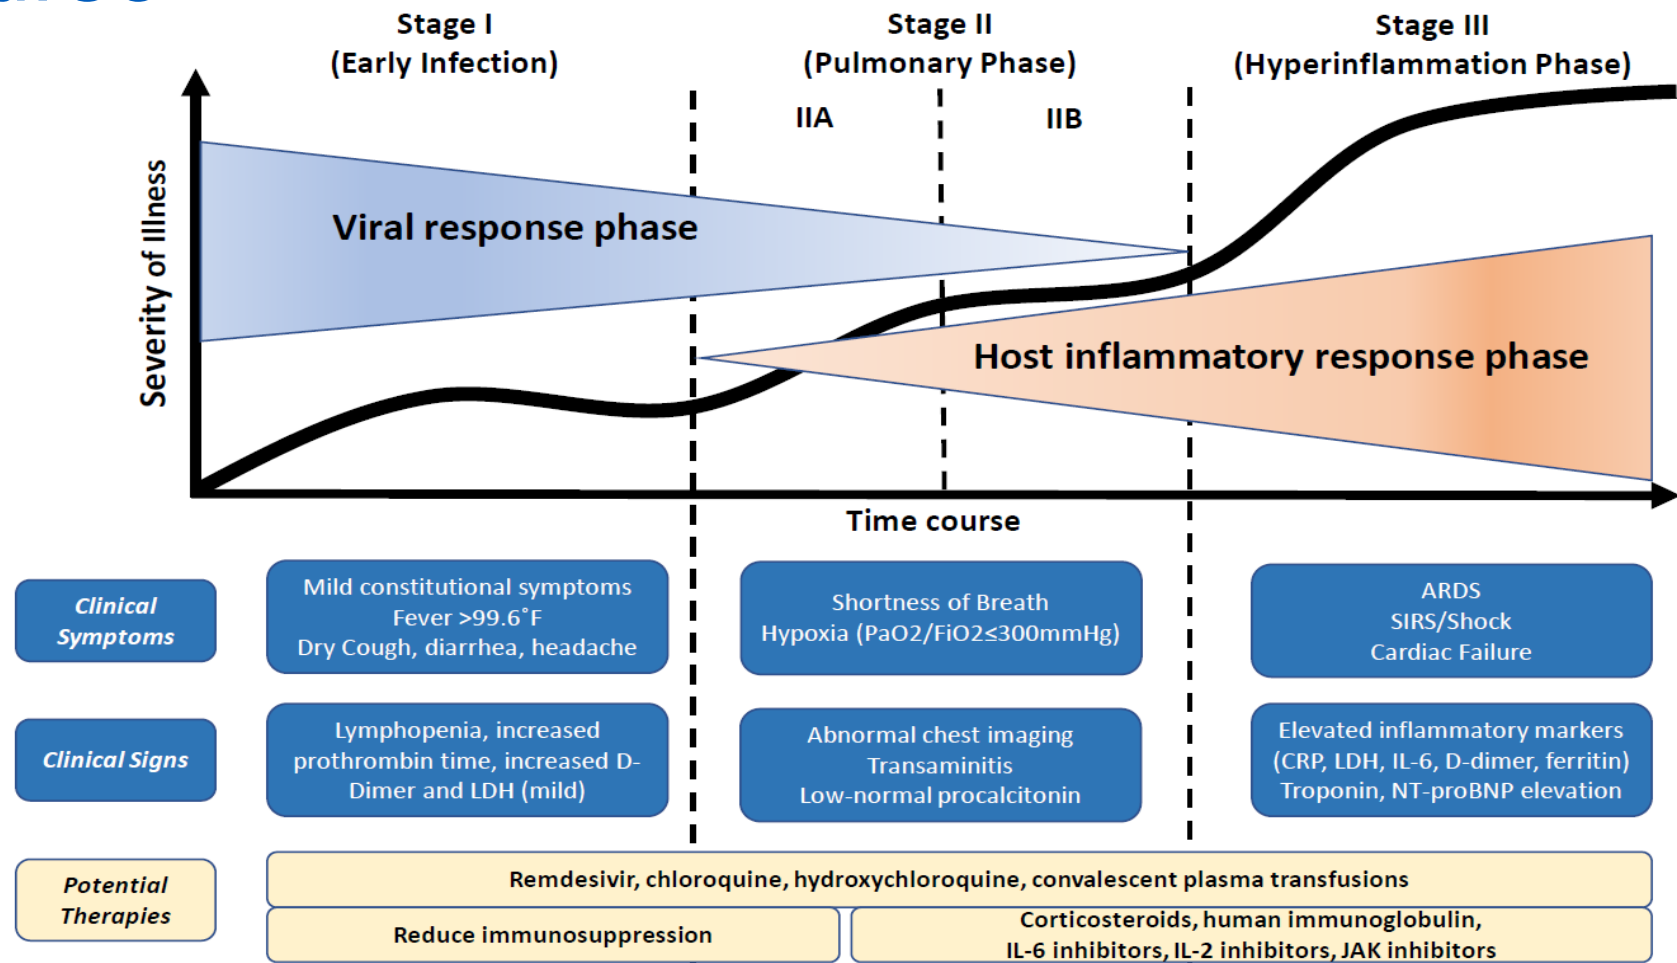 Stage I
(Early Infection)
Stage II
(Pulmonary Phase)
Stage III
(Hyperinflammation Phase)
IIA
IIB
Severity of Illness
Viral response phase
Host inflammatory response phase
Time course
Clinical
Symptoms
Mild constitutional symptoms
Fever >99.6˚F
Dry Cough, diarrhea, headache
Shortness of Breath
Hypoxia (PaO2/FiO2≤300mmHg)
ARDS
SIRS/Shock
Cardiac Failure
Clinical Signs
Lymphopenia, increased
prothrombin time, increased D-
Dimer and LDH (mild)
Abnormal chest imaging
Transaminitis
Low-normal procalcitonin
Elevated inflammatory markers
(CRP, LDH, IL-6, D-dimer, ferritin)
Troponin, NT-proBNP elevation
Potential
Therapies
Remdesivir, chloroquine, hydroxychloroquine, convalescent plasma transfusions
Reduce immunosuppression
Corticosteroids, human immunoglobulin,
IL-6 inhibitors, IL-2 inhibitors, JAK inhibitors